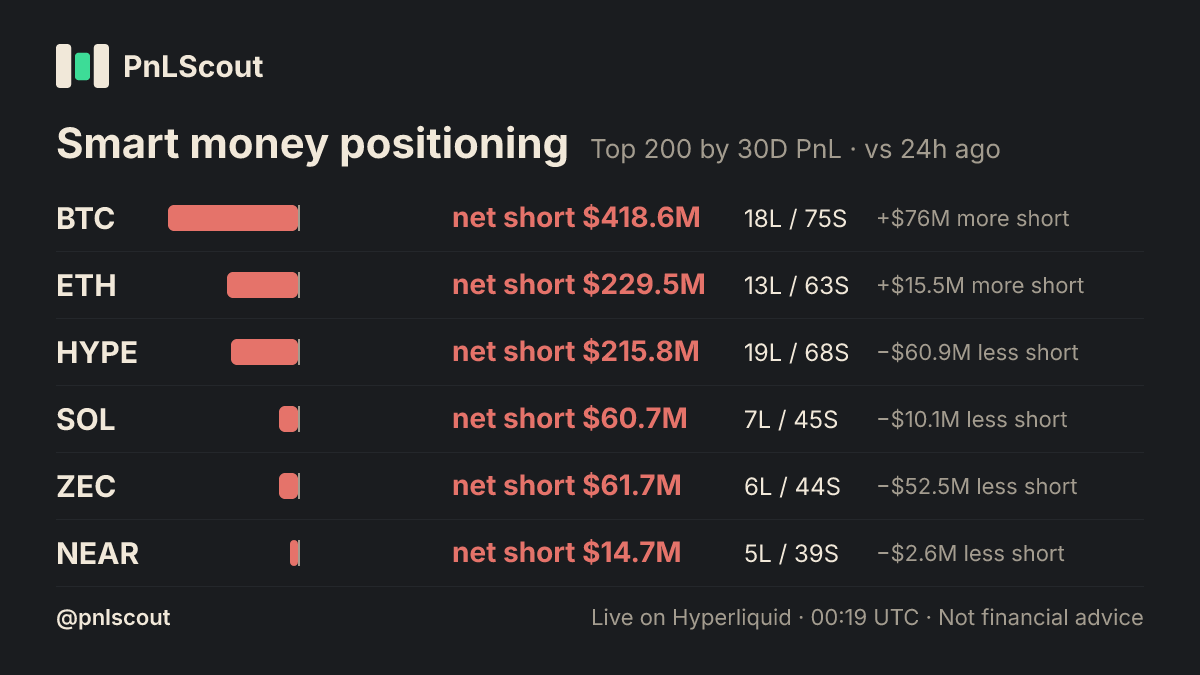 PnLScout
Smart money positioning Top 200 by 30D PnL · vs 24h ago
BTC net short $418.6M 18L / 75S +$76M more short
ETH net short $229.5M 13L / 63S +$15.5M more short
HYPE net short $215.8M 19L / 68S −$60.9M less short
SOL net short $60.7M 7L / 45S −$10.1M less short
ZEC net short $61.7M 6L / 44S −$52.5M less short
NEAR net short $14.7M 5L / 39S −$2.6M less short
@pnlscout Live on Hyperliquid · 00:19 UTC · Not financial advice